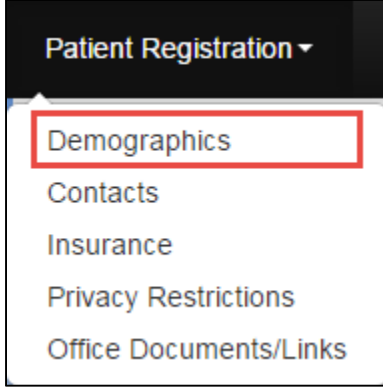 Patient Registration
Demographics
Contacts
Insurance
Privacy Restrictions
Office Documents/Links